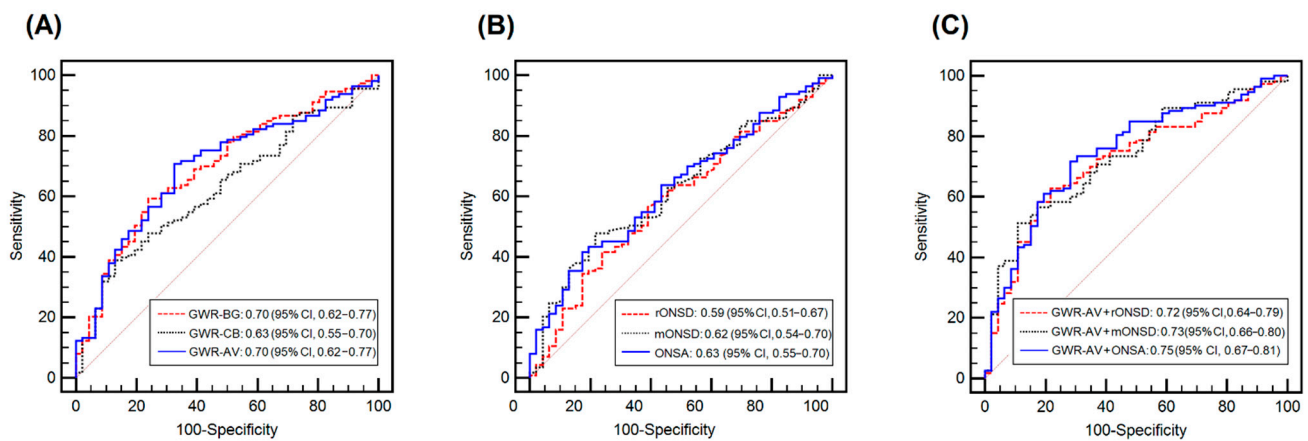 (A)
100
80
60
40
20
0
Sensitivity
0 20 40 60 80 100
100-Specificity
GWR-BG: 0.70 (95% CI, 0.62–0.77)
GWR-CB: 0.63 (95% CI, 0.55–0.70)
GWR-AV: 0.70 (95% CI, 0.62–0.77)
(B)
100
80
60
40
20
0
Sensitivity
0 20 40 60 80 100
100-Specificity
rONSD: 0.59 (95%CI, 0.51–0.67)
mONSD: 0.62 (95% CI, 0.54–0.70)
ONSA: 0.63 (95% CI, 0.55–0.70)
(C)
100
80
60
40
20
0
Sensitivity
0 20 40 60 80 100
100-Specificity
GWR-AV+rONSD: 0.72 (95% CI, 0.64–0.79)
GWR-AV+mONSD: 0.73(95%CI, 0.66–0.80)
GWR-AV+ONSA: 0.75(95% CI, 0.67–0.81)